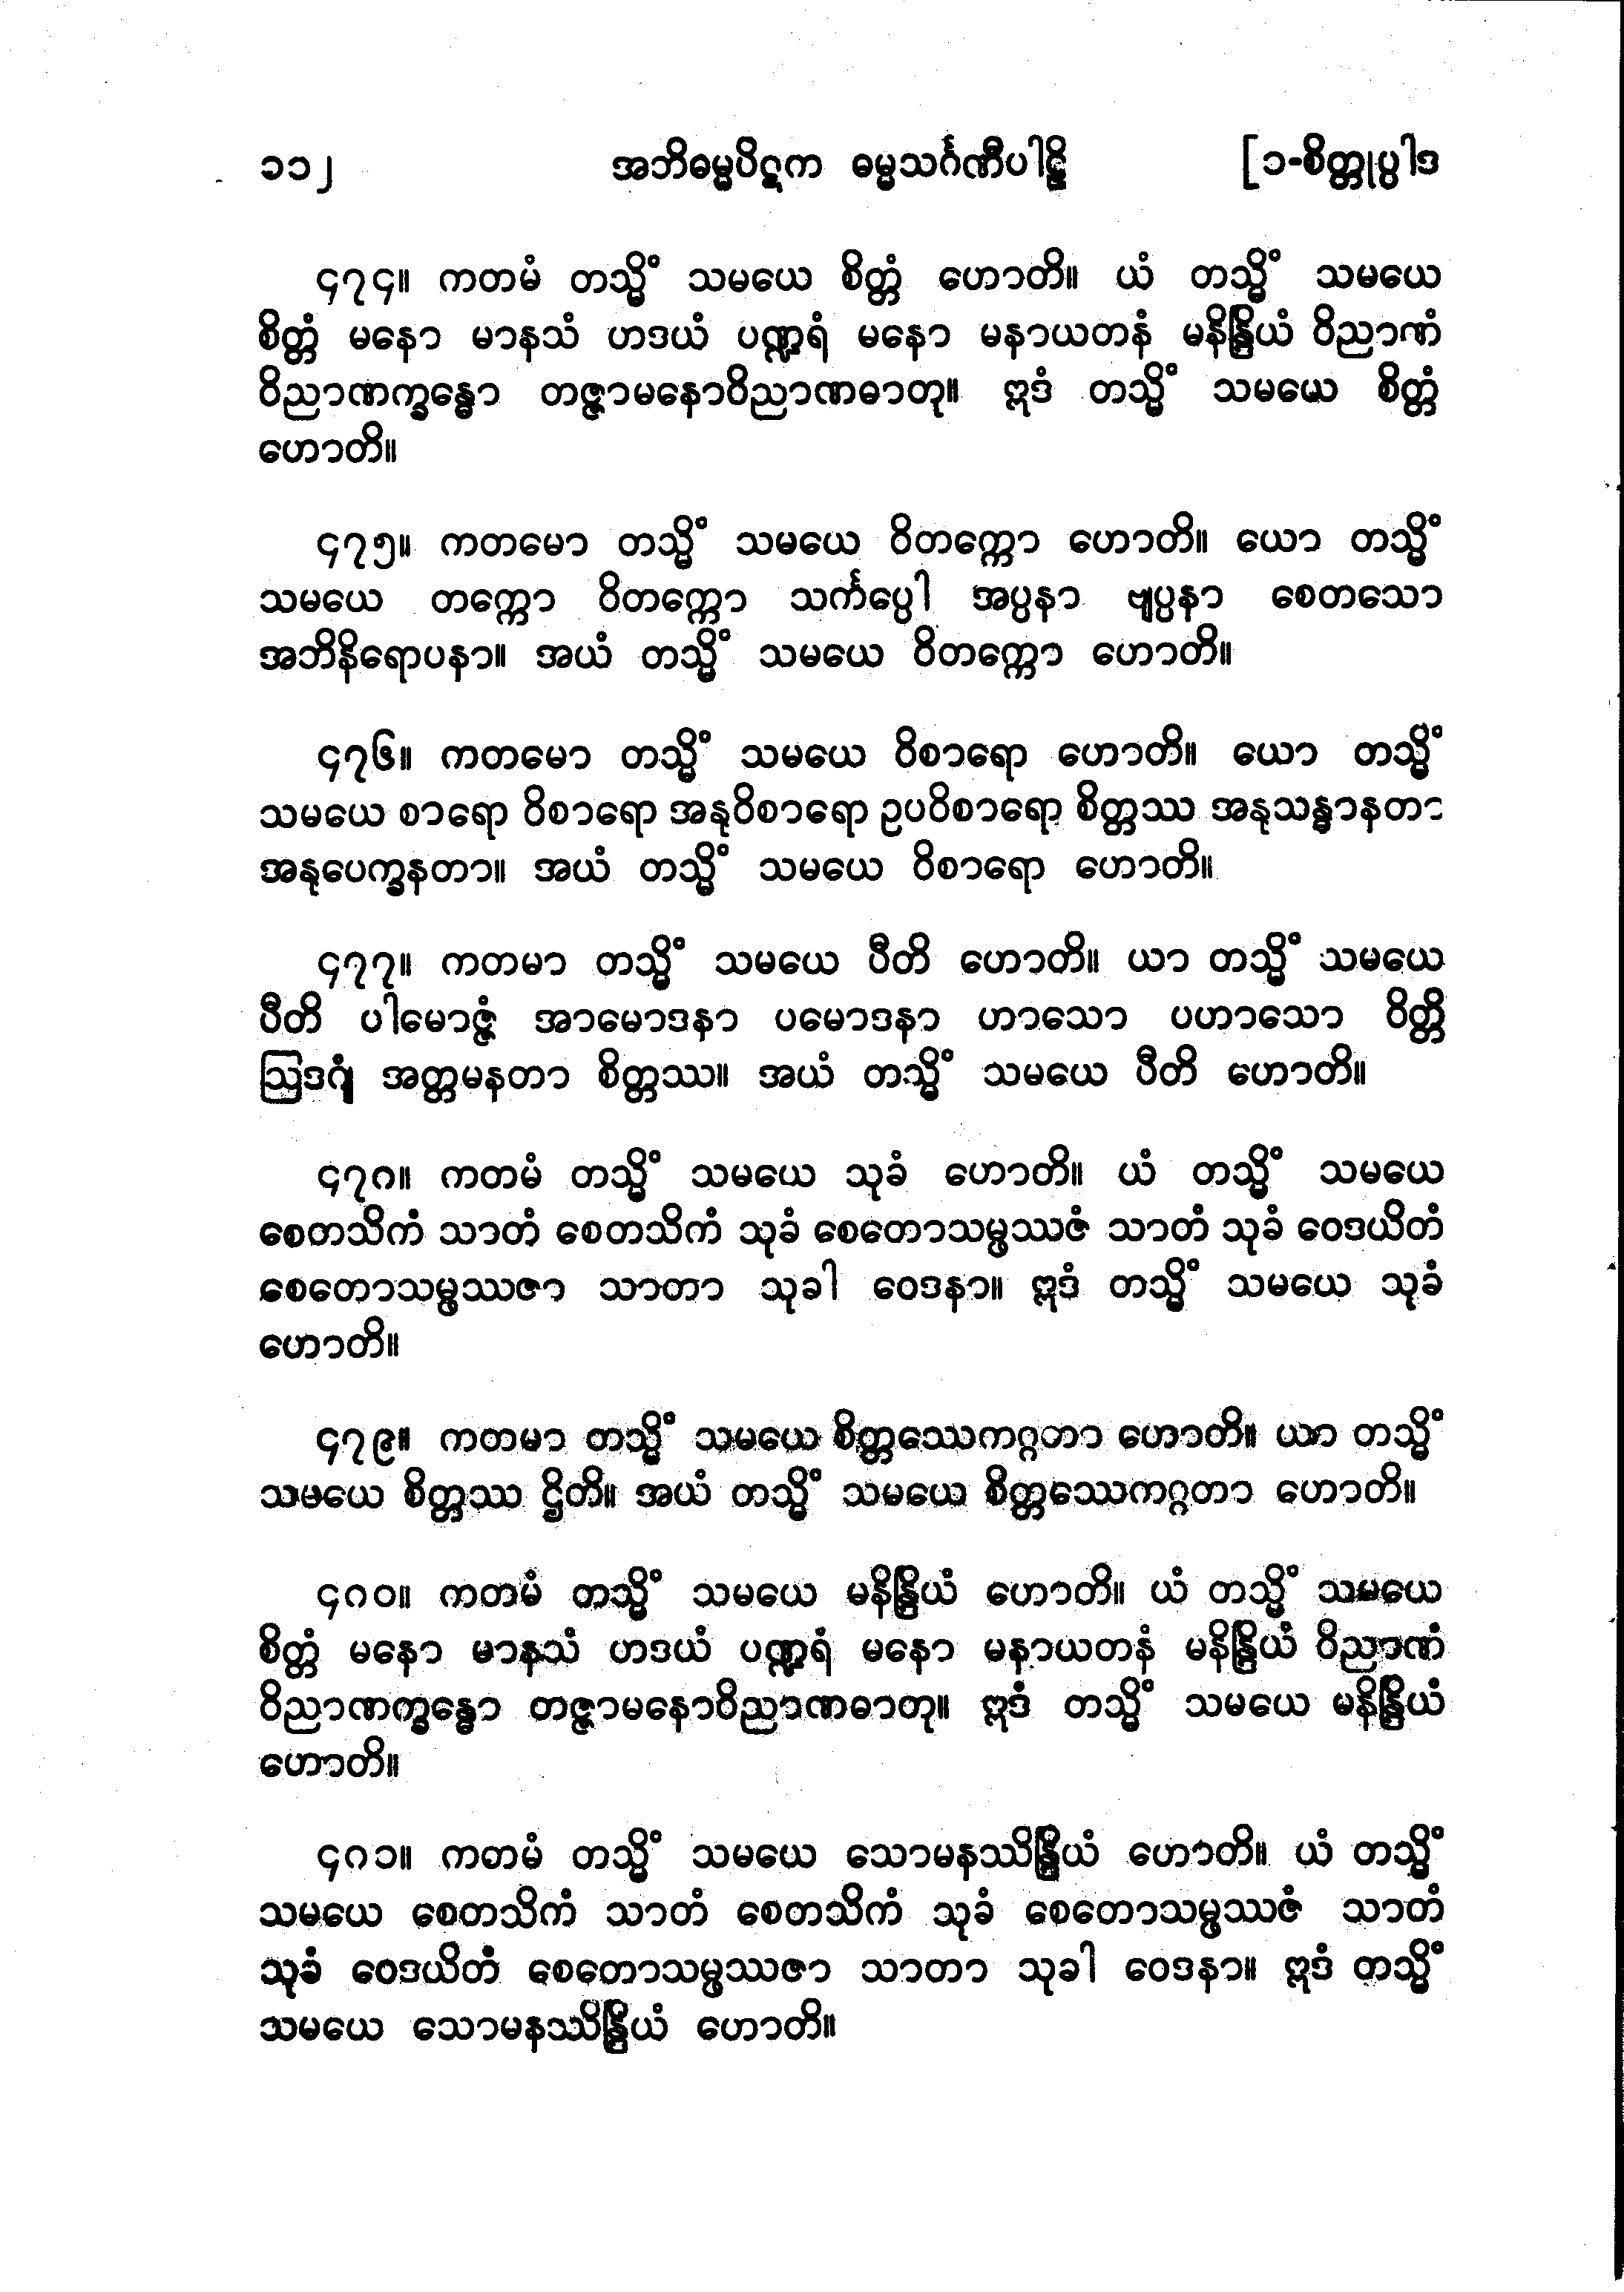 ၁၁၂ အဘိဓမ္မပိဋက ဓမ္မသင်္ဂဏီပါဠိ [၁-စိတ္တုပ္ပါဒ
၄၇၄။ ကတမံ တသ္မိံ သမယေ စိတ္တံ ဟောတိ။ ယံ တသ္မိံ သမယေ
စိတ္တံ မနော မာနသံ ဟဒယံ ပဏ္ဍရံ မနော မနာယတနံ မနိန္ဒြိယံ ဝိညာဏံ
ဝိညာဏက္ခန္ဓော တဇ္ဇာမနောဝိညာဏဓာတု။ ဣဒံ တသ္မိံ သမယေ စိတ္တံ
ဟောတိ။
၄၇၅။ ကတမော တသ္မိံ သမယေ ဝိတက္ကော ဟောတိ။ ယော တသ္မိံ
သမယေ တက္ကော ဝိတက္ကော သင်္ကပ္ပေါ အပ္ပနာ ဗျပ္ပနာ စေတသော
အဘိနိရောပနာ။ အယံ တသ္မိံ သမယေ ဝိတက္ကော ဟောတိ။
၄၇၆။ ကတမော တသ္မိံ သမယေ ဝိစာရော ဟောတိ။ ယော တသ္မိံ
သမယေ စာရော ဝိစာရော အနုဝိစာရော ဥပဝိစာရော စိတ္တဿ အနုသန္ဓာနတာ
အနုပေက္ခနတာ။ အယံ တသ္မိံ သမယေ ဝိစာရော ဟောတိ။
၄၇၇။ ကတမာ တသ္မိံ သမယေ ပီတိ ဟောတိ။ ယာ တသ္မိံ သမယေ
ပီတိ ပါမောဇ္ဇံ အာမောဒနာ ပမောဒနာ ဟာသော ပဟာသော ဝိတ္တိ
ဩဒဂျံ အတ္တမနတာ စိတ္တဿ။ အယံ တသ္မိံ သမယေ ပီတိ ဟောတိ။
၄၇၈။ ကတမံ တသ္မိံ သမယေ သုခံ ဟောတိ။ ယံ တသ္မိံ သမယေ
စေတသိကံ သာတံ စေတသိကံ သုခံ စေတောသမ္ဖဿဇံ သာတံ သုခံ ဝေဒယိတံ
စေတောသမ္ဖဿဇာ သာတာ သုခါ ဝေဒနာ။ ဣဒံ တသ္မိံ သမယေ သုခံ
ဟောတိ။
၄၇၉။ ကတမာ တသ္မိံ သမယေ စိတ္တဿေကဂ္ဂတာ ဟောတိ။ ယာ တသ္မိံ
သမယေ စိတ္တဿ ဌိတိ။ အယံ တသ္မိံ သမယေ စိတ္တဿေကဂ္ဂတာ ဟောတိ။
၄၈၀။ ကတမံ တသ္မိံ သမယေ မနိန္ဒြိယံ ဟောတိ။ ယံ တသ္မိံ သမယေ
စိတ္တံ မနော မာနသံ ဟဒယံ ပဏ္ဍရံ မနော မနာယတနံ မနိန္ဒြိယံ ဝိညာဏံ
ဝိညာဏက္ခန္ဓော တဇ္ဇာမနောဝိညာဏဓာတု။ ဣဒံ တသ္မိံ သမယေ မနိန္ဒြိယံ
ဟောတိ။
၄၈၁။ ကတမံ တသ္မိံ သမယေ သောမနဿိန္ဒြိယံ ဟောတိ။ ယံ တသ္မိံ
သမယေ စေတသိကံ သာတံ စေတသိကံ သုခံ စေတောသမ္ဖဿဇံ သာတံ
သုခံ ဝေဒယိတံ စေတောသမ္ဖဿဇာ သာတာ သုခါ ဝေဒနာ။ ဣဒံ တသ္မိံ
သမယေ သောမနဿိန္ဒြိယံ ဟောတိ။